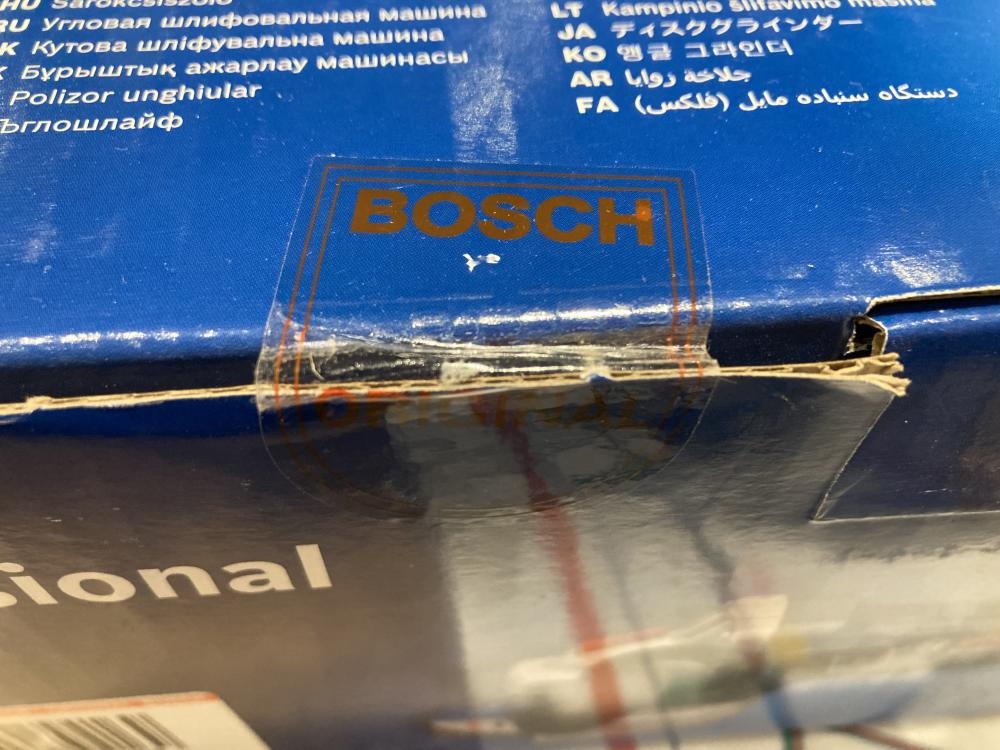 HU Sarokcsiszoló
RU Угловая шлифовальная машина
Кутова шліфувальна машина
Бұрыштық ажарлау машинасы
Polizor unghiular
Ъглошлайф
LT Kampinio šlifavimo mašina
JA ディスクグラインダー
KO 앵글 그라인더
AR جلاخة زوايا
FA دستگاه سنباده مایل (فلکس)
BOSCH
ORIGINAL
sional